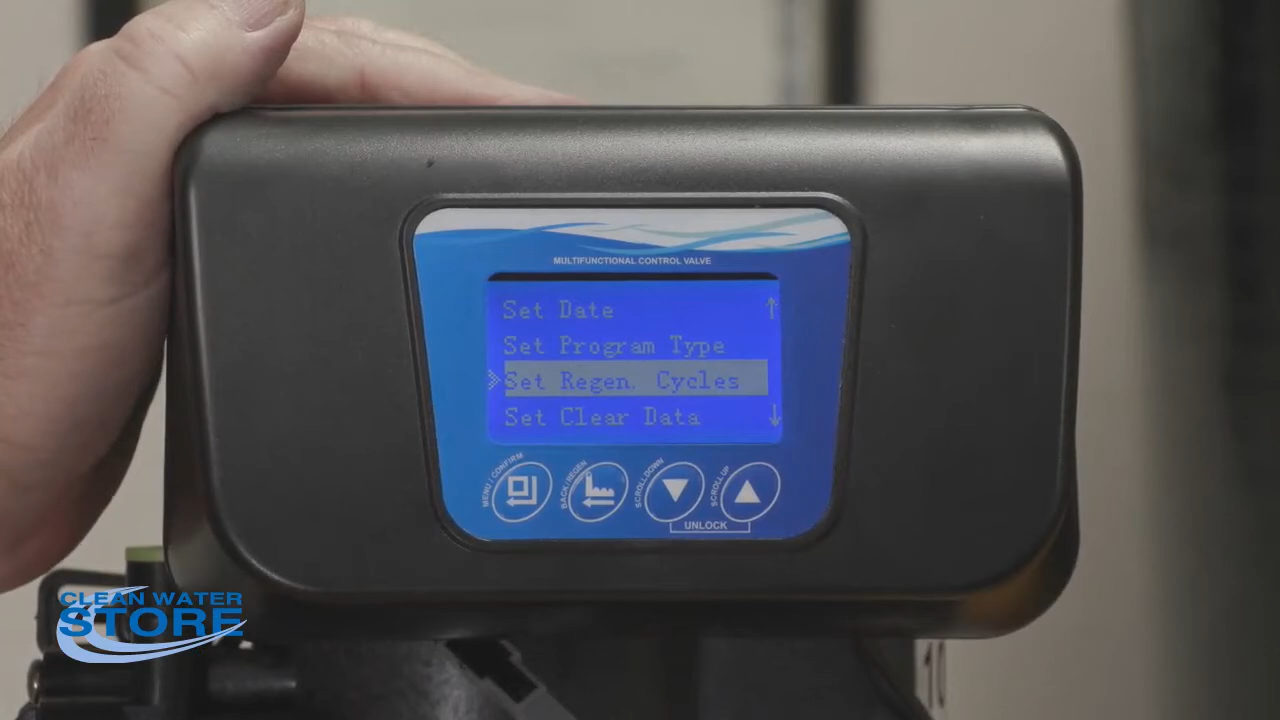 MULTIFUNCTIONAL CONTROL VALVE
Set Date
Set Program Type
Set Regen. Cycles
Set Clear Data
MENU / CONFIRM
BACK / REGEN
SCROLL DOWN
SCROLL UP
UNLOCK
CLEAN WATER
STORE